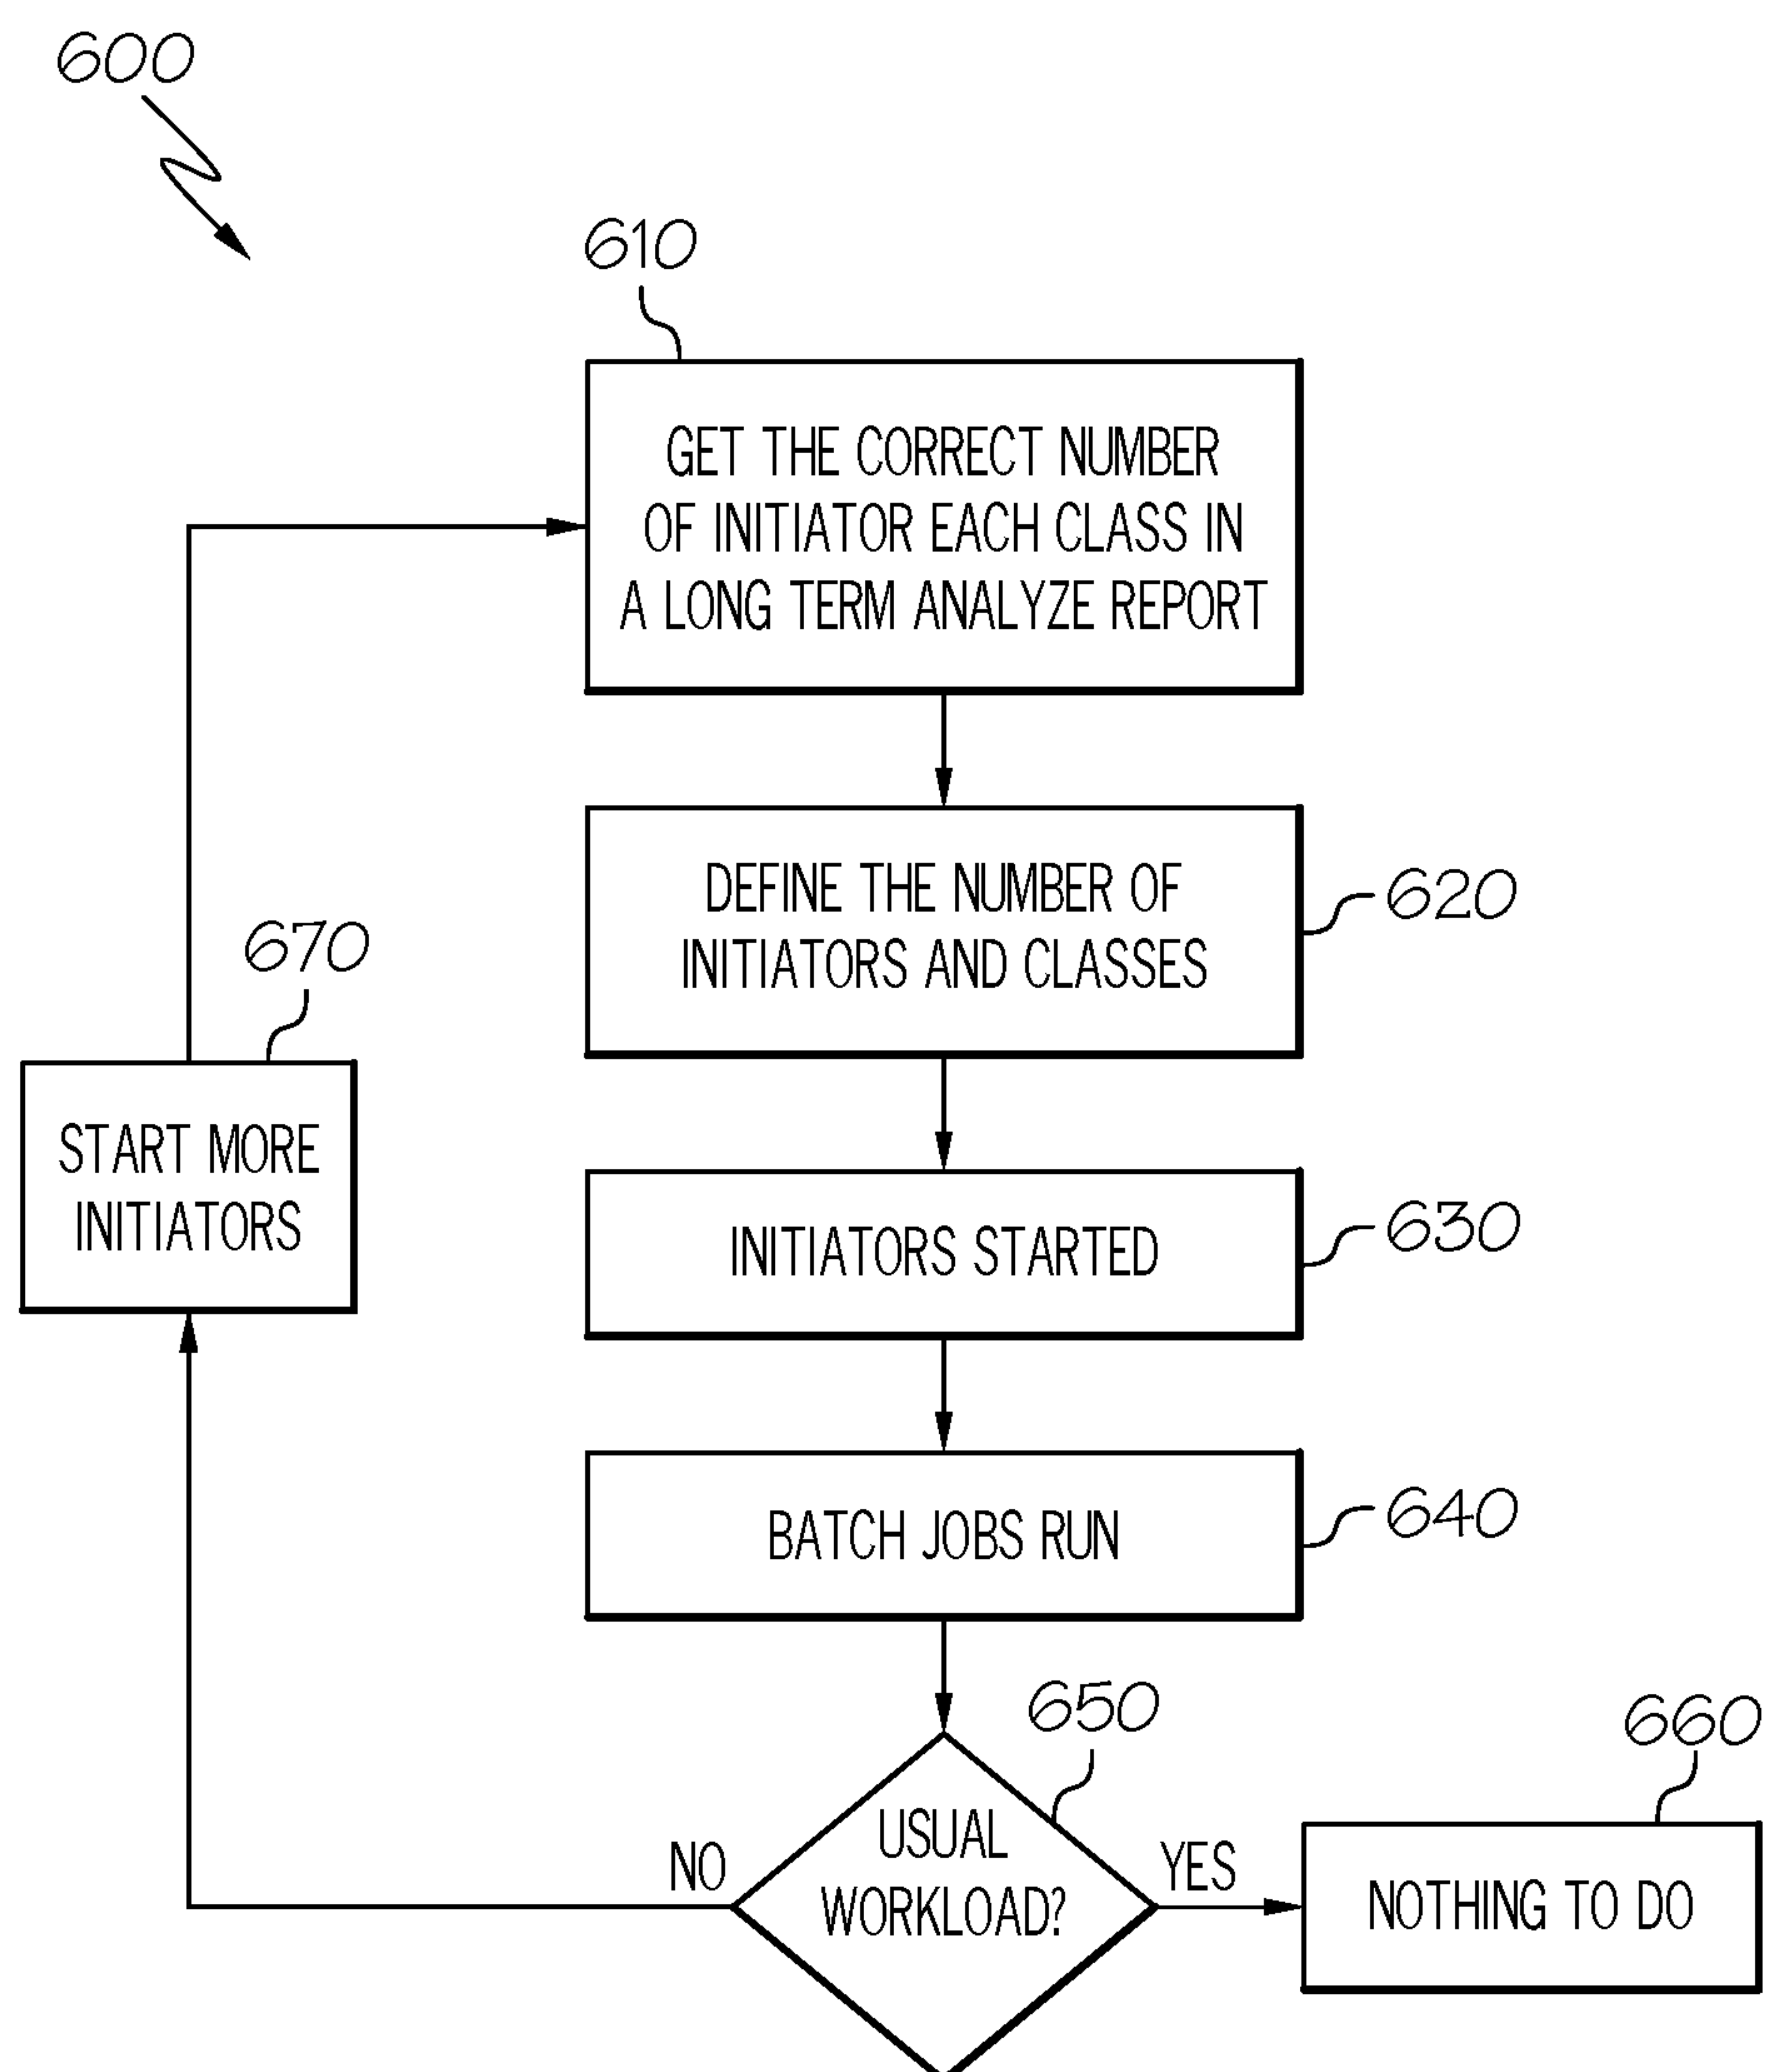 600
610
GET THE CORRECT NUMBER
OF INITIATOR EACH CLASS IN
A LONG TERM ANALYZE REPORT
DEFINE THE NUMBER OF
INITIATORS AND CLASSES
620
670
START MORE
INITIATORS
INITIATORS STARTED
630
BATCH JOBS RUN
640
650
660
USUAL
WORKLOAD?
NO
YES
NOTHING TO DO